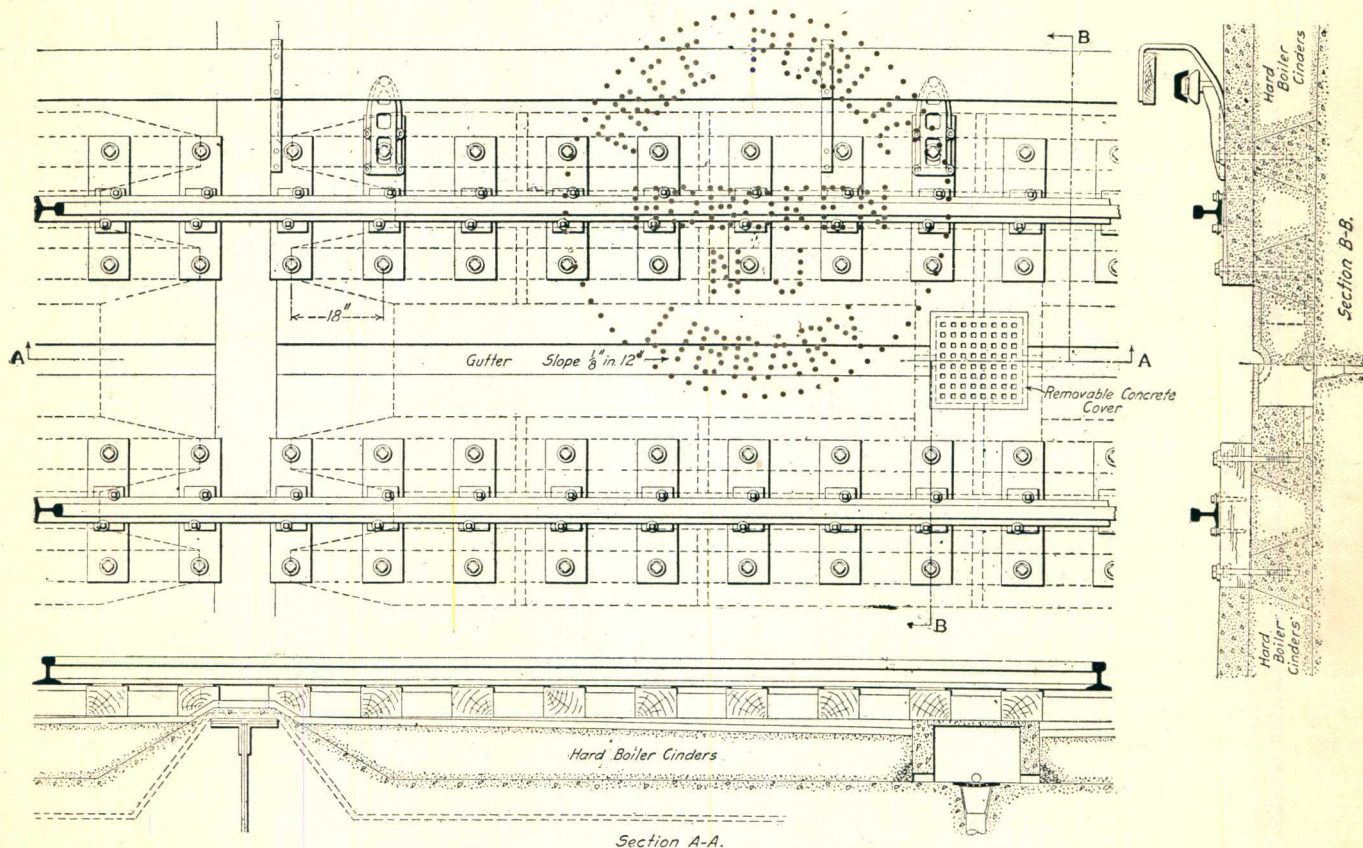 B
Hard
Boiler
Cinders
Section B-B.
18"
A
Gutter Slope 1/8" in 12"
A
Removable Concrete
Cover
B
Hard
Boiler
Cinders
Hard Boiler Cinders
Section A-A.